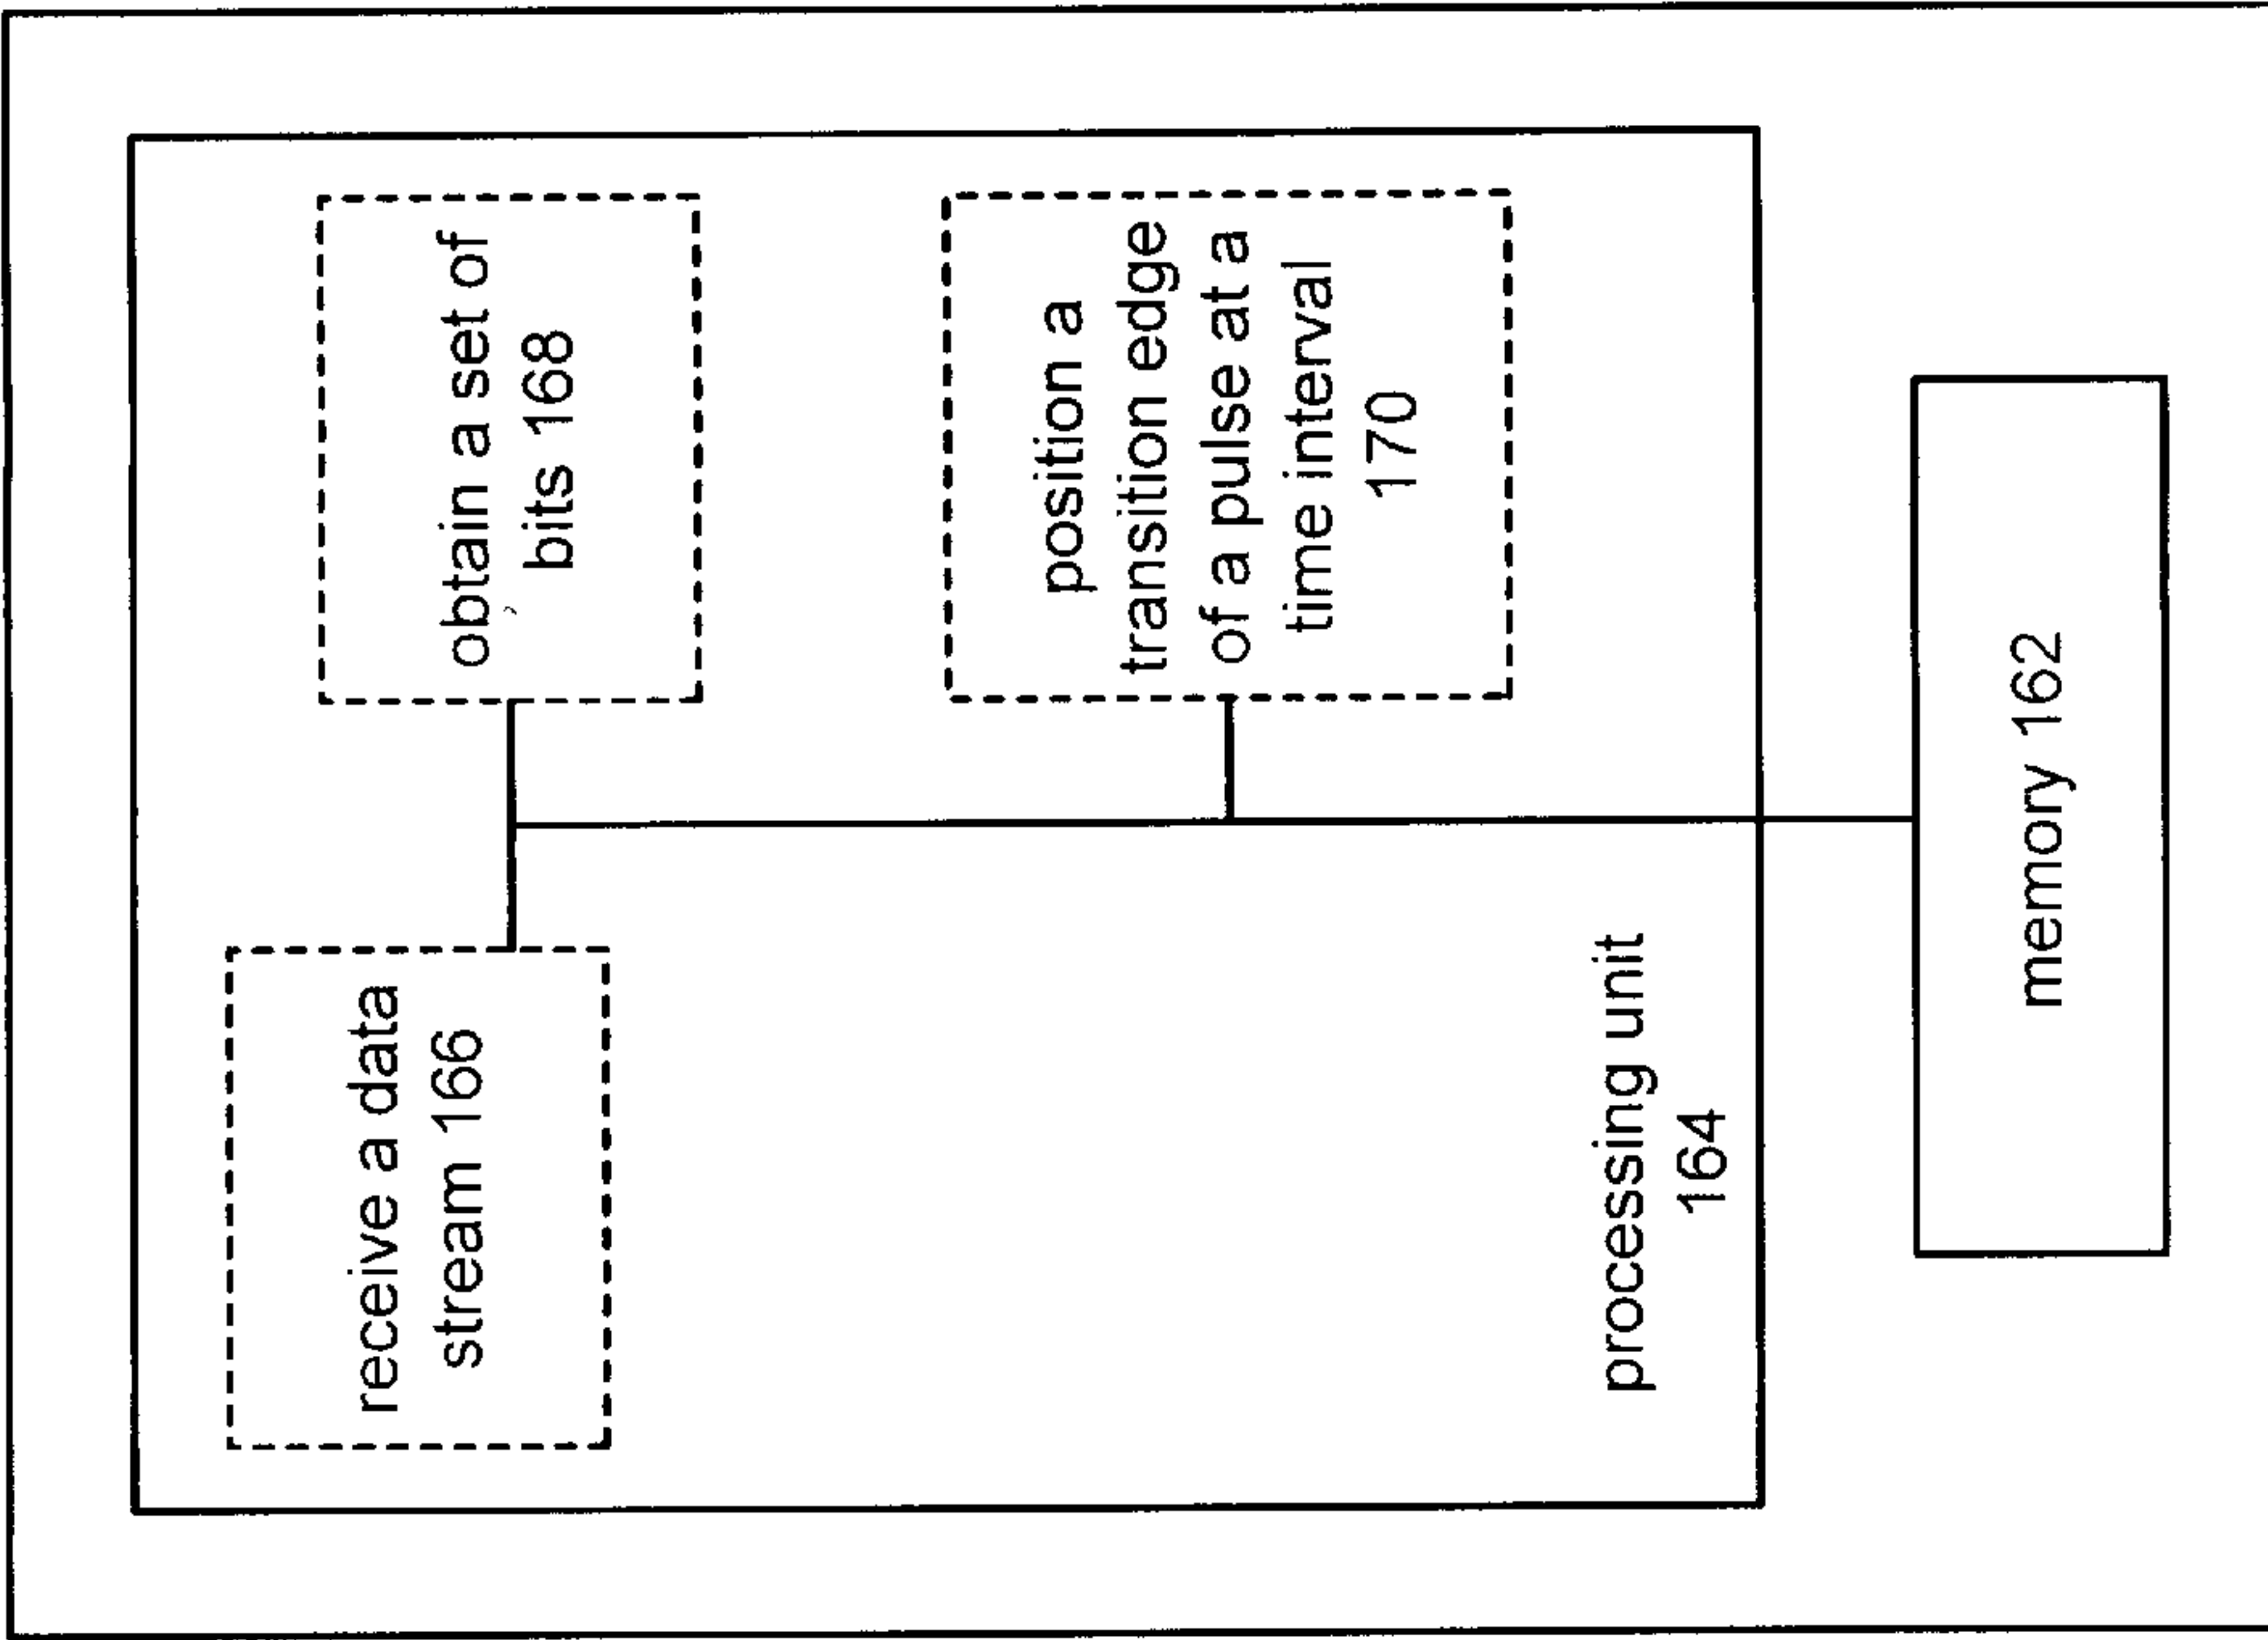 receive a data
stream 166
obtain a set of
bits 168
position a
transition edge
of a pulse at a
time interval
170
processing unit
164
memory 162